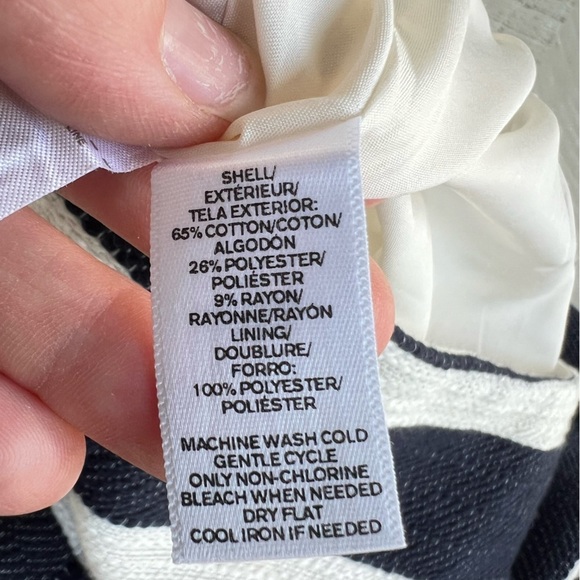 SHELL/
EXTÉRIEUR/
TELA EXTERIOR:
65% COTTON/COTON/
ALGODÓN
26% POLYESTER/
POLIÉSTER
9% RAYON/
RAYONNE/RAYÓN
LINING/
DOUBLURE/
FORRO:
100% POLYESTER/
POLIÉSTER
MACHINE WASH COLD
GENTLE CYCLE
ONLY NON-CHLORINE
BLEACH WHEN NEEDED
DRY FLAT
COOL IRON IF NEEDED